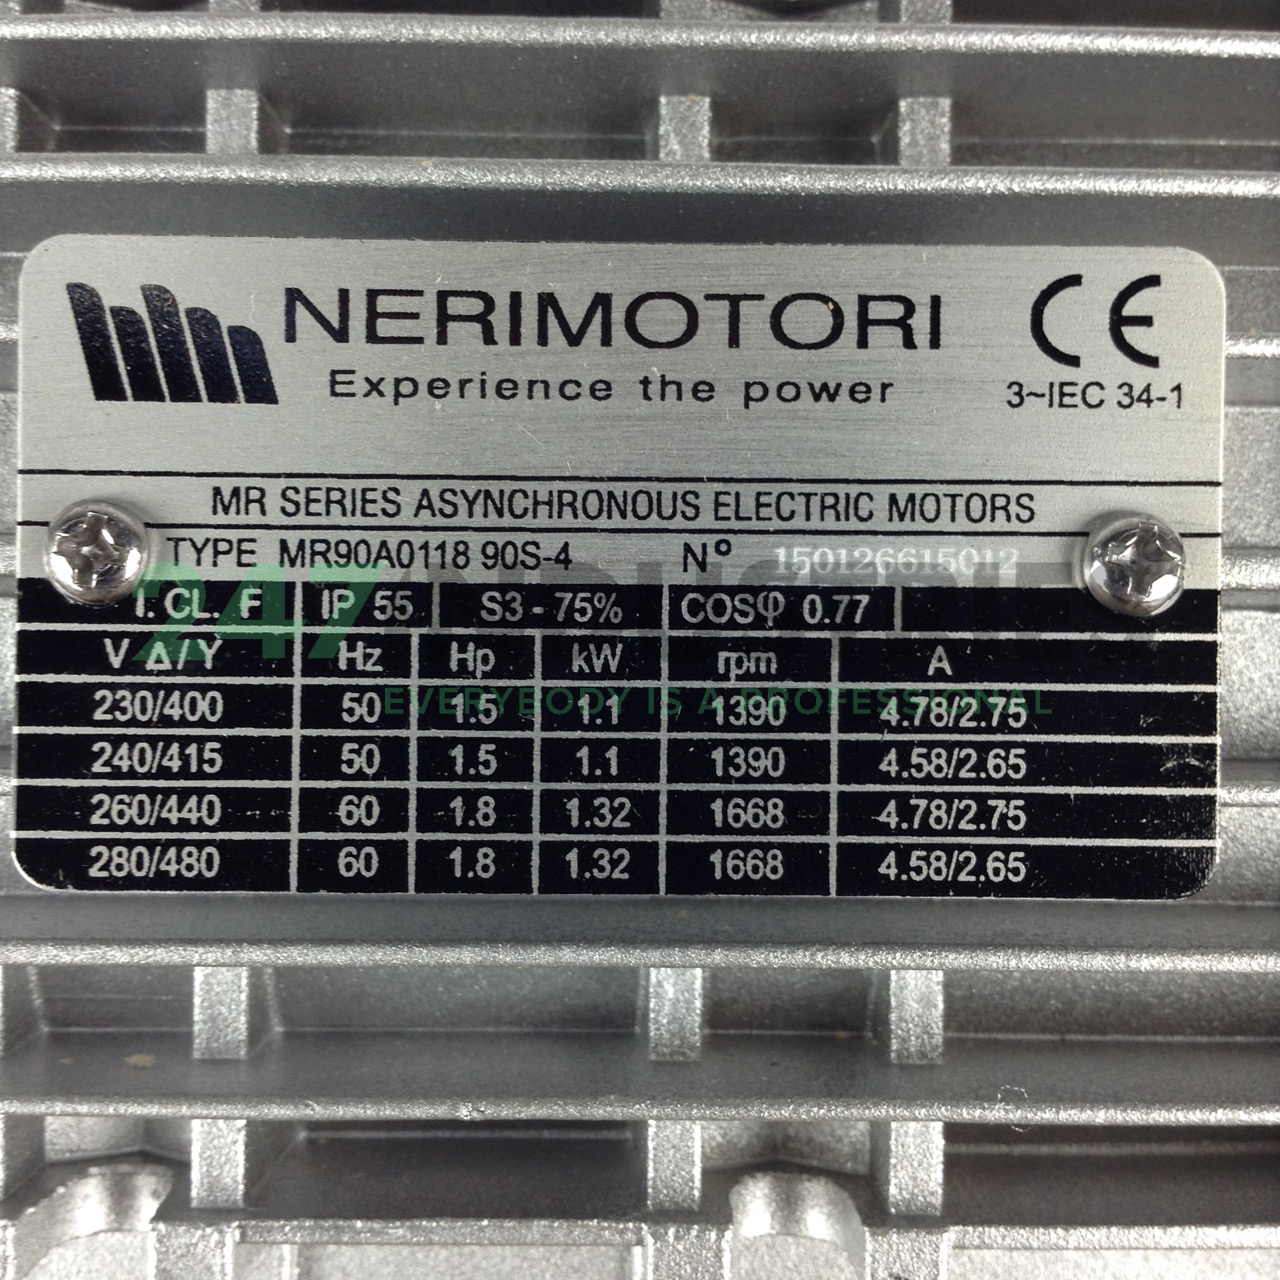 NERIMOTORI
Experience the power
CE
3~IEC 34-1
MR SERIES ASYNCHRONOUS ELECTRIC MOTORS
TYPE MR90A0118 90S-4 N° 150126615012
I. CL. F IP 55 S3 - 75% COSφ 0.77
V Δ/Y Hz Hp kW rpm A
230/400 50 1.5 1.1 1390 4.78/2.75
240/415 50 1.5 1.1 1390 4.58/2.65
260/440 60 1.8 1.32 1668 4.78/2.75
280/480 60 1.8 1.32 1668 4.58/2.65
247 INDUSTRIES
EVERYBODY IS A PROFESSIONAL